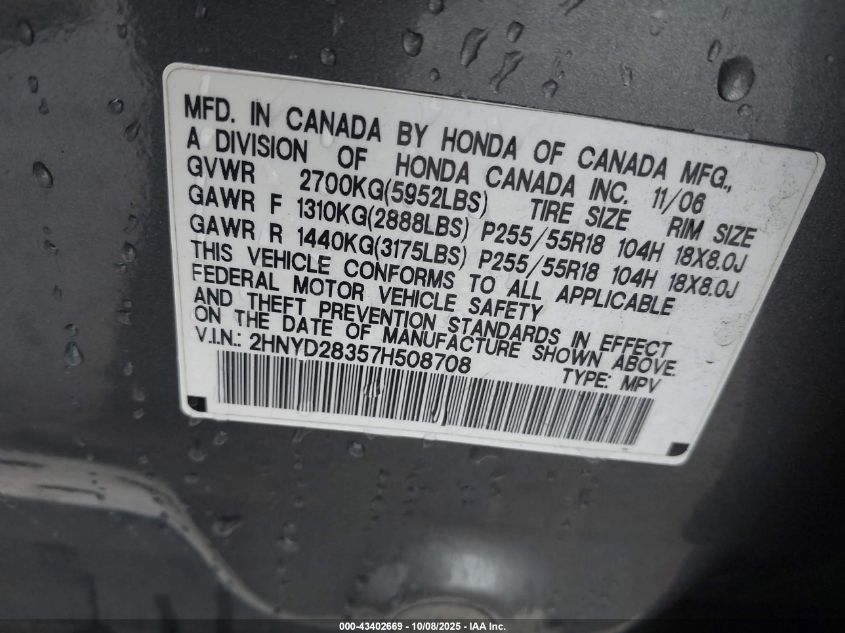 MFD. IN CANADA BY HONDA OF CANADA MFG.,
A DIVISION OF HONDA CANADA INC. 11/06
GVWR 2700KG(5952LBS) TIRE SIZE RIM SIZE
GAWR F 1310KG(2888LBS) P255/55R18 104H 18X8.0J
GAWR R 1440KG(3175LBS) P255/55R18 104H 18X8.0J
THIS VEHICLE CONFORMS TO ALL APPLICABLE
FEDERAL MOTOR VEHICLE SAFETY
AND THEFT PREVENTION STANDARDS IN EFFECT
ON THE DATE OF MANUFACTURE SHOWN ABOVE.
V.I.N.: 2HNYD28357H508708 TYPE: MPV
000-43402669 - 10/08/2025 - IAA Inc.